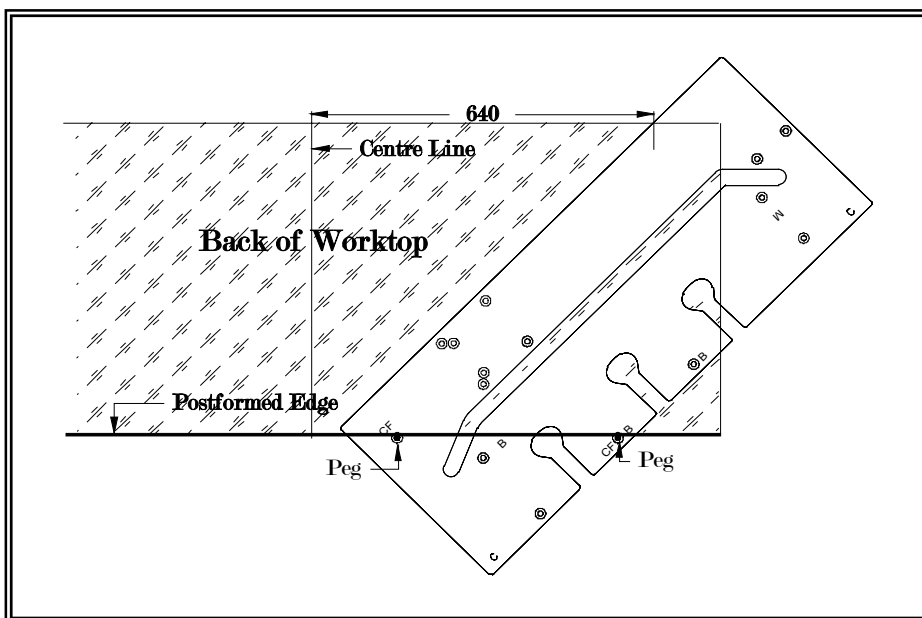 640
Centre Line
Back of Worktop
Postformed Edge
Peg
Peg
CF
B
CF
B
B
M
C
C